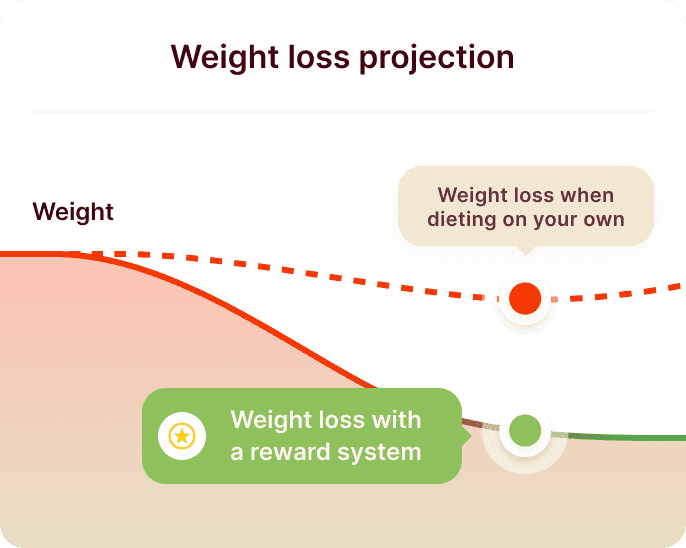 Weight loss projection
Weight loss when
dieting on your own
Weight
Weight loss with
a reward system